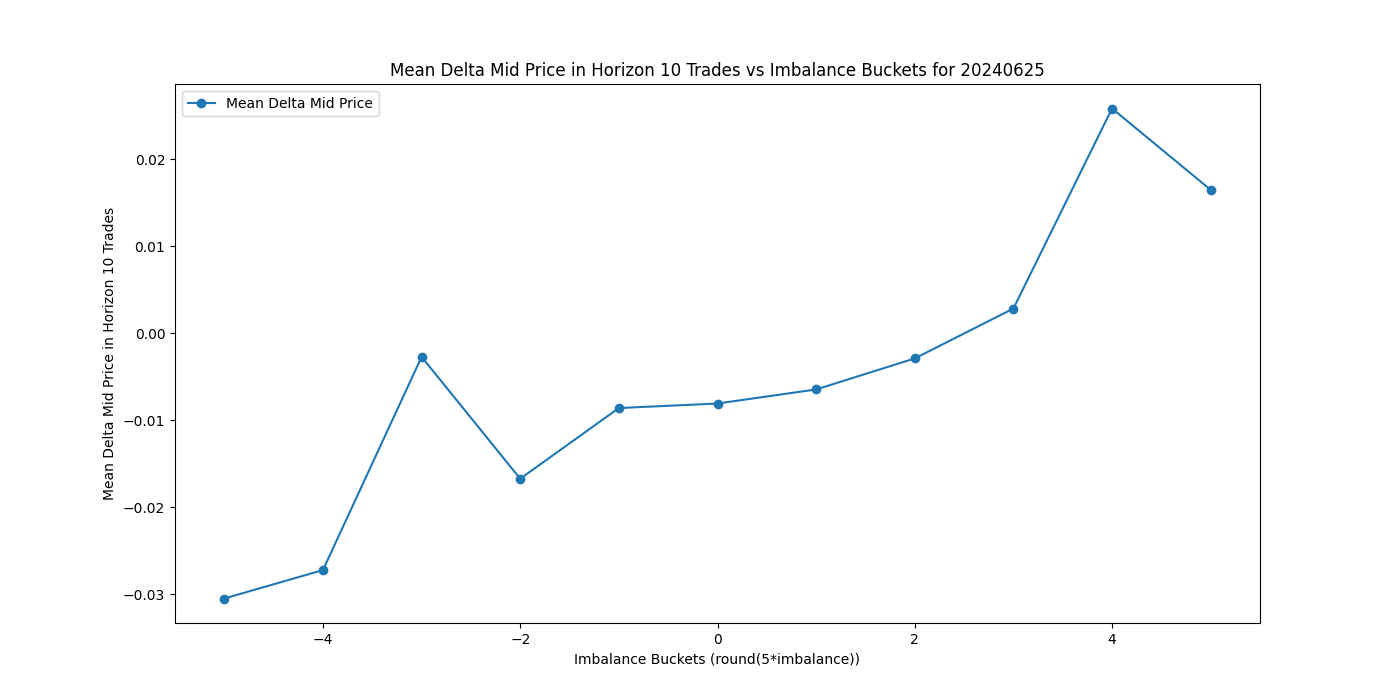 Mean Delta Mid Price in Horizon 10 Trades vs Imbalance Buckets for 20240625
Mean Delta Mid Price
Mean Delta Mid Price in Horizon 10 Trades
0.02
0.01
0.00
−0.01
−0.02
−0.03
−4
−2
0
2
4
Imbalance Buckets (round(5*imbalance))